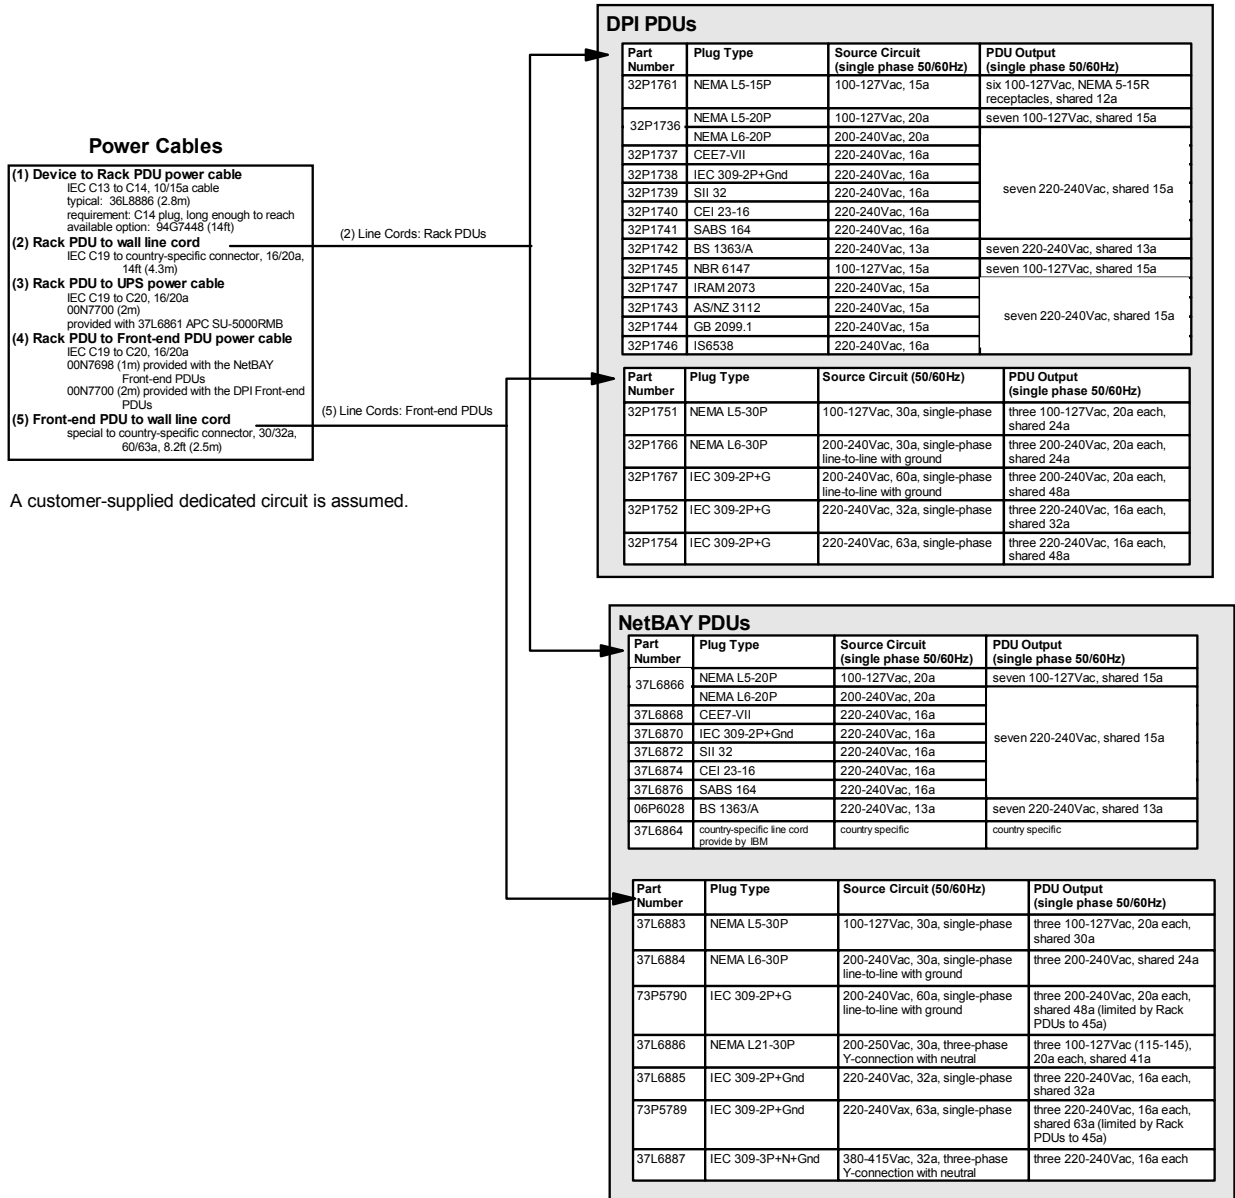 Power Cables
(1) Device to Rack PDU power cable
IEC C13 to C14, 10/15a cable
typical: 36L8886 (2.8m)
requirement: C14 plug, long enough to reach
available option: 94G7448 (14ft)
(2) Rack PDU to wall line cord
IEC C19 to country-specific connector, 16/20a,
14ft (4.3m)
(3) Rack PDU to UPS power cable
IEC C19 to C20, 16/20a
00N7700 (2m)
provided with 37L6861 APC SU-5000RMB
(4) Rack PDU to Front-end PDU power cable
IEC C19 to C20, 16/20a
00N7698 (1m) provided with the NetBAY
Front-end PDUs
00N7700 (2m) provided with the DPI Front-end
PDUs
(5) Front-end PDU to wall line cord
special to country-specific connector, 30/32a,
60/63a, 8.2ft (2.5m)
A customer-supplied dedicated circuit is assumed.
(2) Line Cords: Rack PDUs
(5) Line Cords: Front-end PDUs
DPI PDUs
Part Number Plug Type Source Circuit (single phase 50/60Hz) PDU Output (single phase 50/60Hz)
32P1761 NEMA L5-15P 100-127Vac, 15a six 100-127Vac, NEMA 5-15R
receptacles, shared 12a
32P1736 NEMA L5-20P 100-127Vac, 20a seven 100-127Vac, shared 15a
NEMA L6-20P 200-240Vac, 20a
32P1737 CEE7-VII 220-240Vac, 16a
32P1738 IEC 309-2P+Gnd 220-240Vac, 16a
32P1739 SII 32 220-240Vac, 16a seven 220-240Vac, shared 15a
32P1740 CEI 23-16 220-240Vac, 16a
32P1741 SABS 164 220-240Vac, 16a
32P1742 BS 1363/A 220-240Vac, 13a seven 220-240Vac, shared 13a
32P1745 NBR 6147 100-127Vac, 15a seven 100-127Vac, shared 15a
32P1747 IRAM 2073 220-240Vac, 15a
32P1743 AS/NZ 3112 220-240Vac, 15a seven 220-240Vac, shared 15a
32P1744 GB 2099.1 220-240Vac, 15a
32P1746 IS6538 220-240Vac, 16a
Part Number Plug Type Source Circuit (50/60Hz) PDU Output (single phase 50/60Hz)
32P1751 NEMA L5-30P 100-127Vac, 30a, single-phase three 100-127Vac, 20a each,
shared 24a
32P1766 NEMA L6-30P 200-240Vac, 30a, single-phase three 200-240Vac, 20a each,
line-to-line with ground shared 24a
32P1767 IEC 309-2P+G 200-240Vac, 60a, single-phase three 200-240Vac, 20a each,
line-to-line with ground shared 48a
32P1752 IEC 309-2P+G 220-240Vac, 32a, single-phase three 220-240Vac, 16a each,
shared 32a
32P1754 IEC 309-2P+G 220-240Vac, 63a, single-phase three 220-240Vac, 16a each,
shared 48a
NetBAY PDUs
Part Number Plug Type Source Circuit (single phase 50/60Hz) PDU Output (single phase 50/60Hz)
37L6866 NEMA L5-20P 100-127Vac, 20a seven 100-127Vac, shared 15a
NEMA L6-20P 200-240Vac, 20a
37L6868 CEE7-VII 220-240Vac, 16a
37L6870 IEC 309-2P+Gnd 220-240Vac, 16a seven 220-240Vac, shared 15a
37L6872 SII 32 220-240Vac, 16a
37L6874 CEI 23-16 220-240Vac, 16a
37L6876 SABS 164 220-240Vac, 16a
06P6028 BS 1363/A 220-240Vac, 13a seven 220-240Vac, shared 13a
37L6864 country-specific line cord country specific country specific
provide by IBM
Part Number Plug Type Source Circuit (50/60Hz) PDU Output (single phase 50/60Hz)
37L6883 NEMA L5-30P 100-127Vac, 30a, single-phase three 100-127Vac, 20a each,
shared 30a
37L6884 NEMA L6-30P 200-240Vac, 30a, single-phase three 200-240Vac, shared 24a
line-to-line with ground
73P5790 IEC 309-2P+G 200-240Vac, 60a, single-phase three 200-240Vac, 20a each,
line-to-line with ground shared 48a (limited by Rack
PDUs to 45a)
37L6886 NEMA L21-30P 200-250Vac, 30a, three-phase three 100-127Vac (115-145),
Y-connection with neutral 20a each, shared 41a
37L6885 IEC 309-2P+Gnd 220-240Vac, 32a, single-phase three 220-240Vac, 16a each,
shared 32a
73P5789 IEC 309-2P+Gnd 220-240Vax, 63a, single-phase three 220-240Vac, 16a each,
shared 63a (limited by Rack
PDUs to 45a)
37L6887 IEC 309-3P+N+Gnd 380-415Vac, 32a, three-phase three 220-240Vac, 16a each
Y-connection with neutral